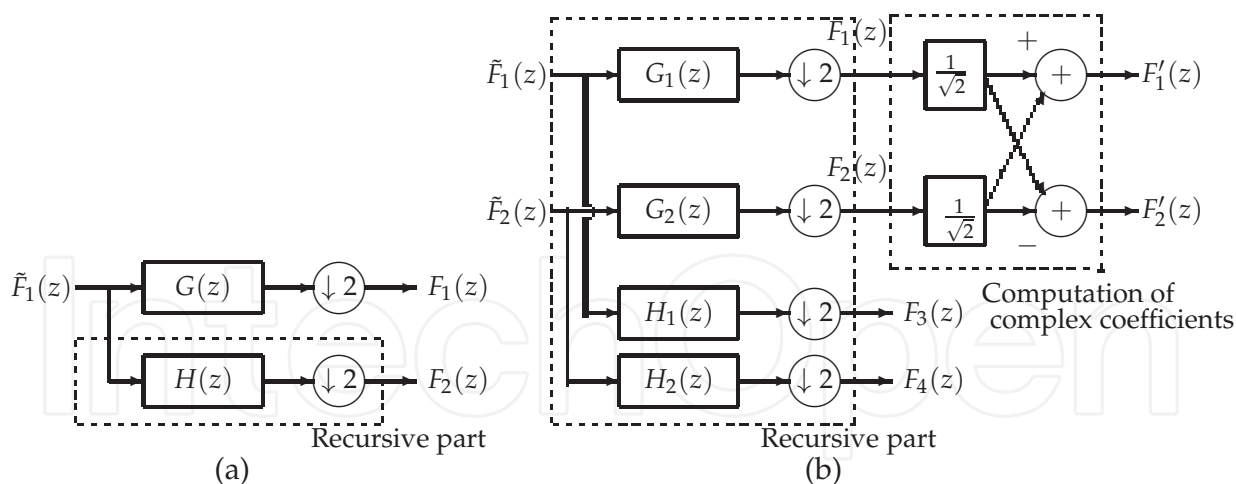 F̃₁(z)
G(z)
↓ 2
F₁(z)
H(z)
↓ 2
F₂(z)
Recursive part
(a)
F̃₁(z)
G₁(z)
↓ 2
F₁(z)
1/√2
+
+
F′₁(z)
F̃₂(z)
G₂(z)
↓ 2
F₂(z)
1/√2
+
−
F′₂(z)
Computation of
complex coefficients
H₁(z)
↓ 2
F₃(z)
H₂(z)
↓ 2
F₄(z)
Recursive part
(b)
IntechOpen